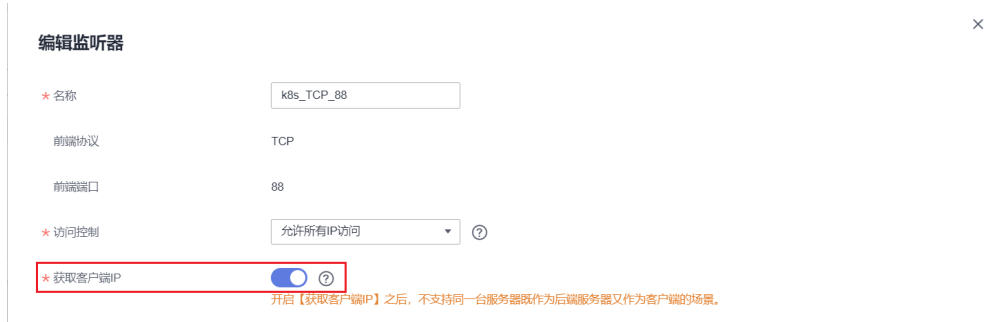 编辑监听器
* 名称 k8s_TCP_88
前端协议 TCP
前端端口 88
* 访问控制 允许所有IP访问 ?
* 获取客户端IP ?
开启【获取客户端IP】之后，不支持同一台服务器既作为后端服务器又作为客户端的场景。